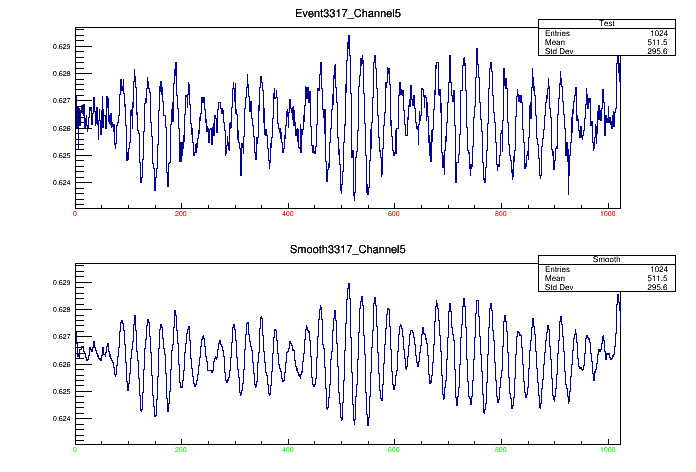 Event3317_Channel5
Test
Entries 1024
Mean 511.5
Std Dev 295.6
0.629
0.628
0.627
0.626
0.625
0.624
0 200 400 600 800 1000
Smooth3317_Channel5
Smooth
Entries 1024
Mean 511.5
Std Dev 295.6
0.629
0.628
0.627
0.626
0.625
0.624
0 200 400 600 800 1000